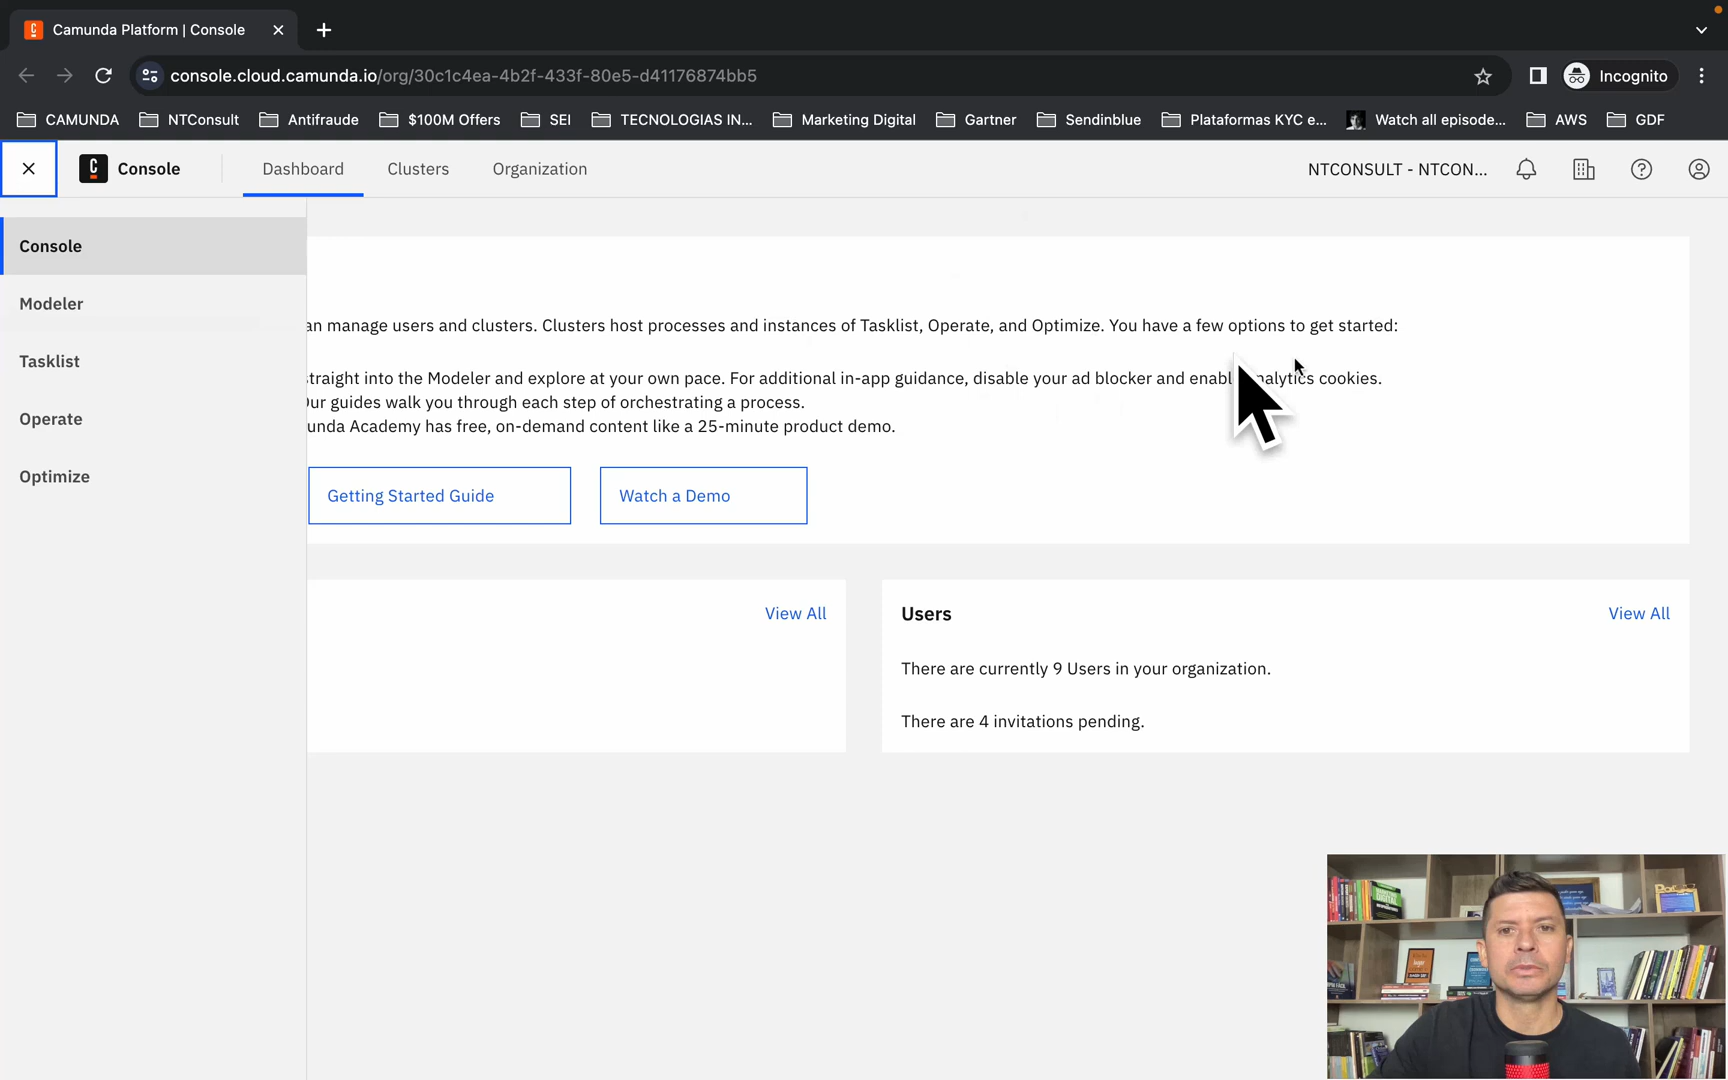 Camunda Platform | Console
console.cloud.camunda.io/org/30c1c4ea-4b2f-433f-80e5-d41176874bb5
Incognito
CAMUNDA
NTConsult
Antifraude
$100M Offers
SEI
TECNOLOGIAS IN...
Marketing Digital
Gartner
Sendinblue
Plataformas KYC e...
Watch all episode...
AWS
GDF
Console
Dashboard
Clusters
Organization
NTCONSULT - NTCON...
Console
Modeler
Tasklist
Operate
Optimize
an manage users and clusters. Clusters host processes and instances of Tasklist, Operate, and Optimize. You have a few options to get started:
traight into the Modeler and explore at your own pace. For additional in-app guidance, disable your ad blocker and enabl nalytics cookies.
Our guides walk you through each step of orchestrating a process.
unda Academy has free, on-demand content like a 25-minute product demo.
Getting Started Guide
Watch a Demo
View All
Users
View All
There are currently 9 Users in your organization.
There are 4 invitations pending.